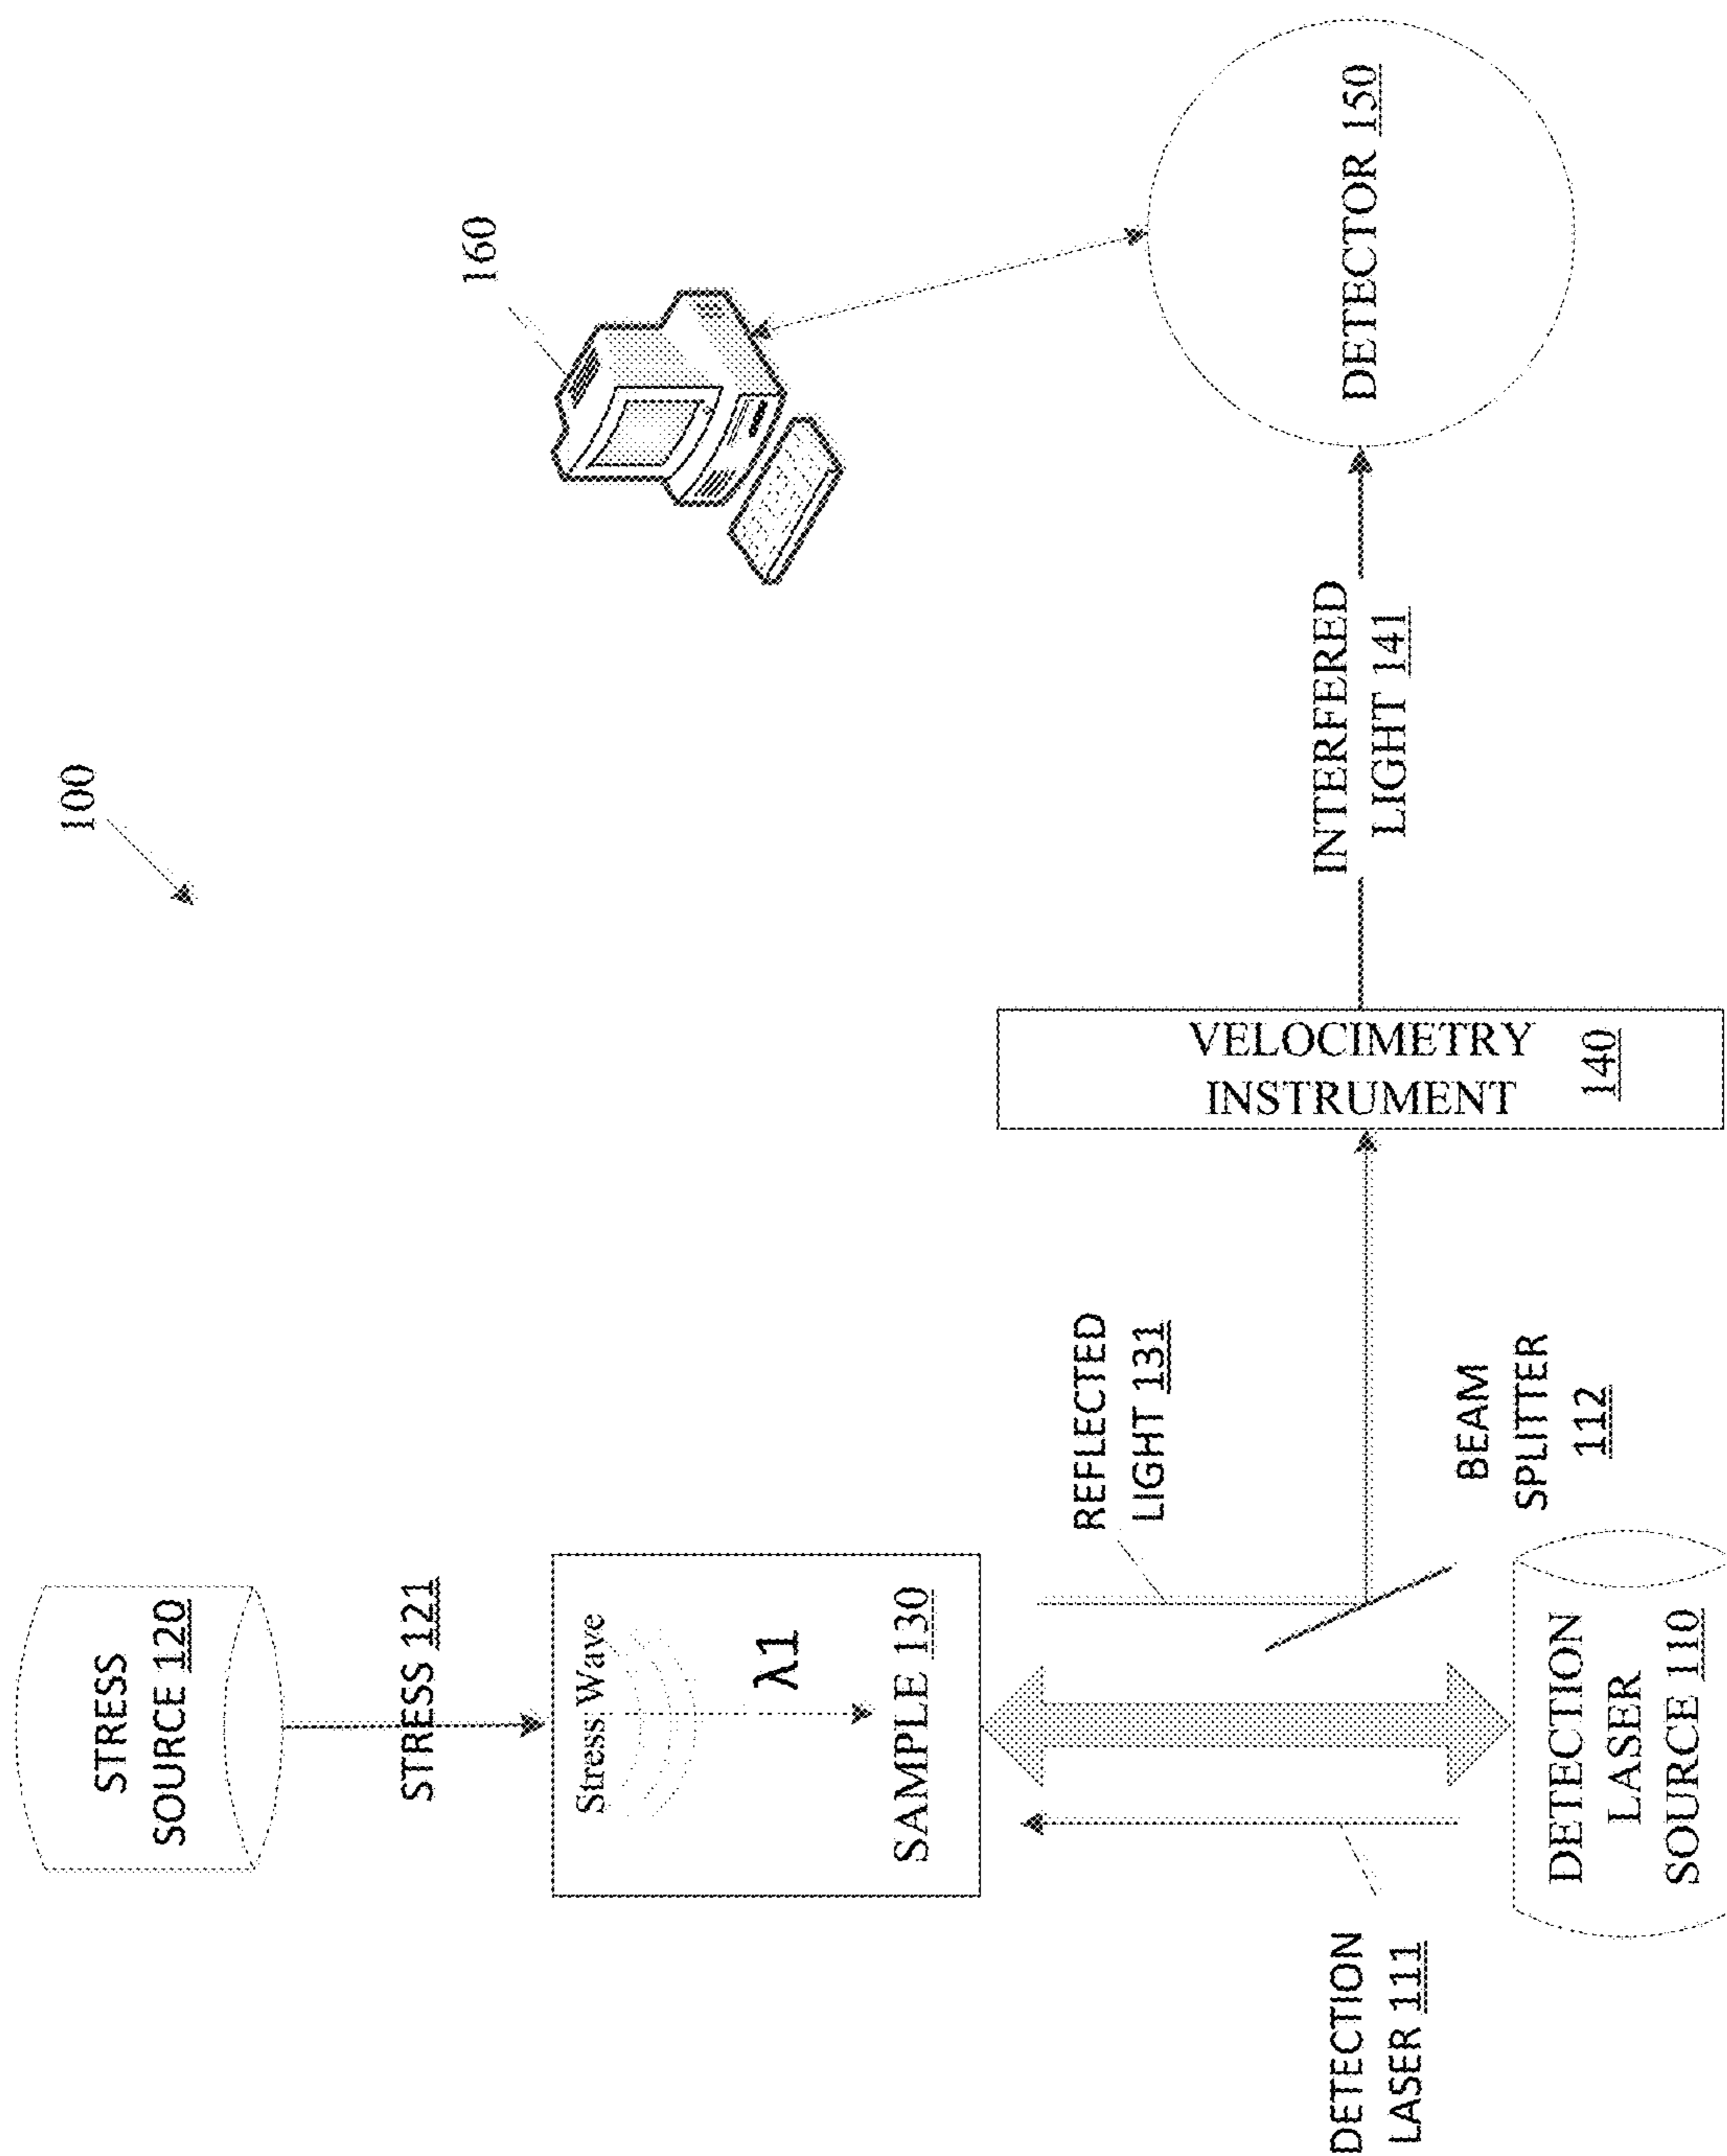 100
160
STRESS
SOURCE 120
STRESS 121
Stress Wave
λ1
SAMPLE 130
REFLECTED
LIGHT 131
BEAM
SPLITTER
112
DETECTION
LASER 111
DETECTION
LASER
SOURCE 110
VELOCIMETRY
INSTRUMENT
140
INTERFERED
LIGHT 141
DETECTOR 150